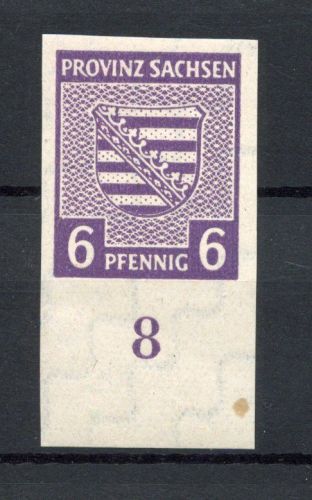 PROVINZ SACHSEN
6 PFENNIG 6
8